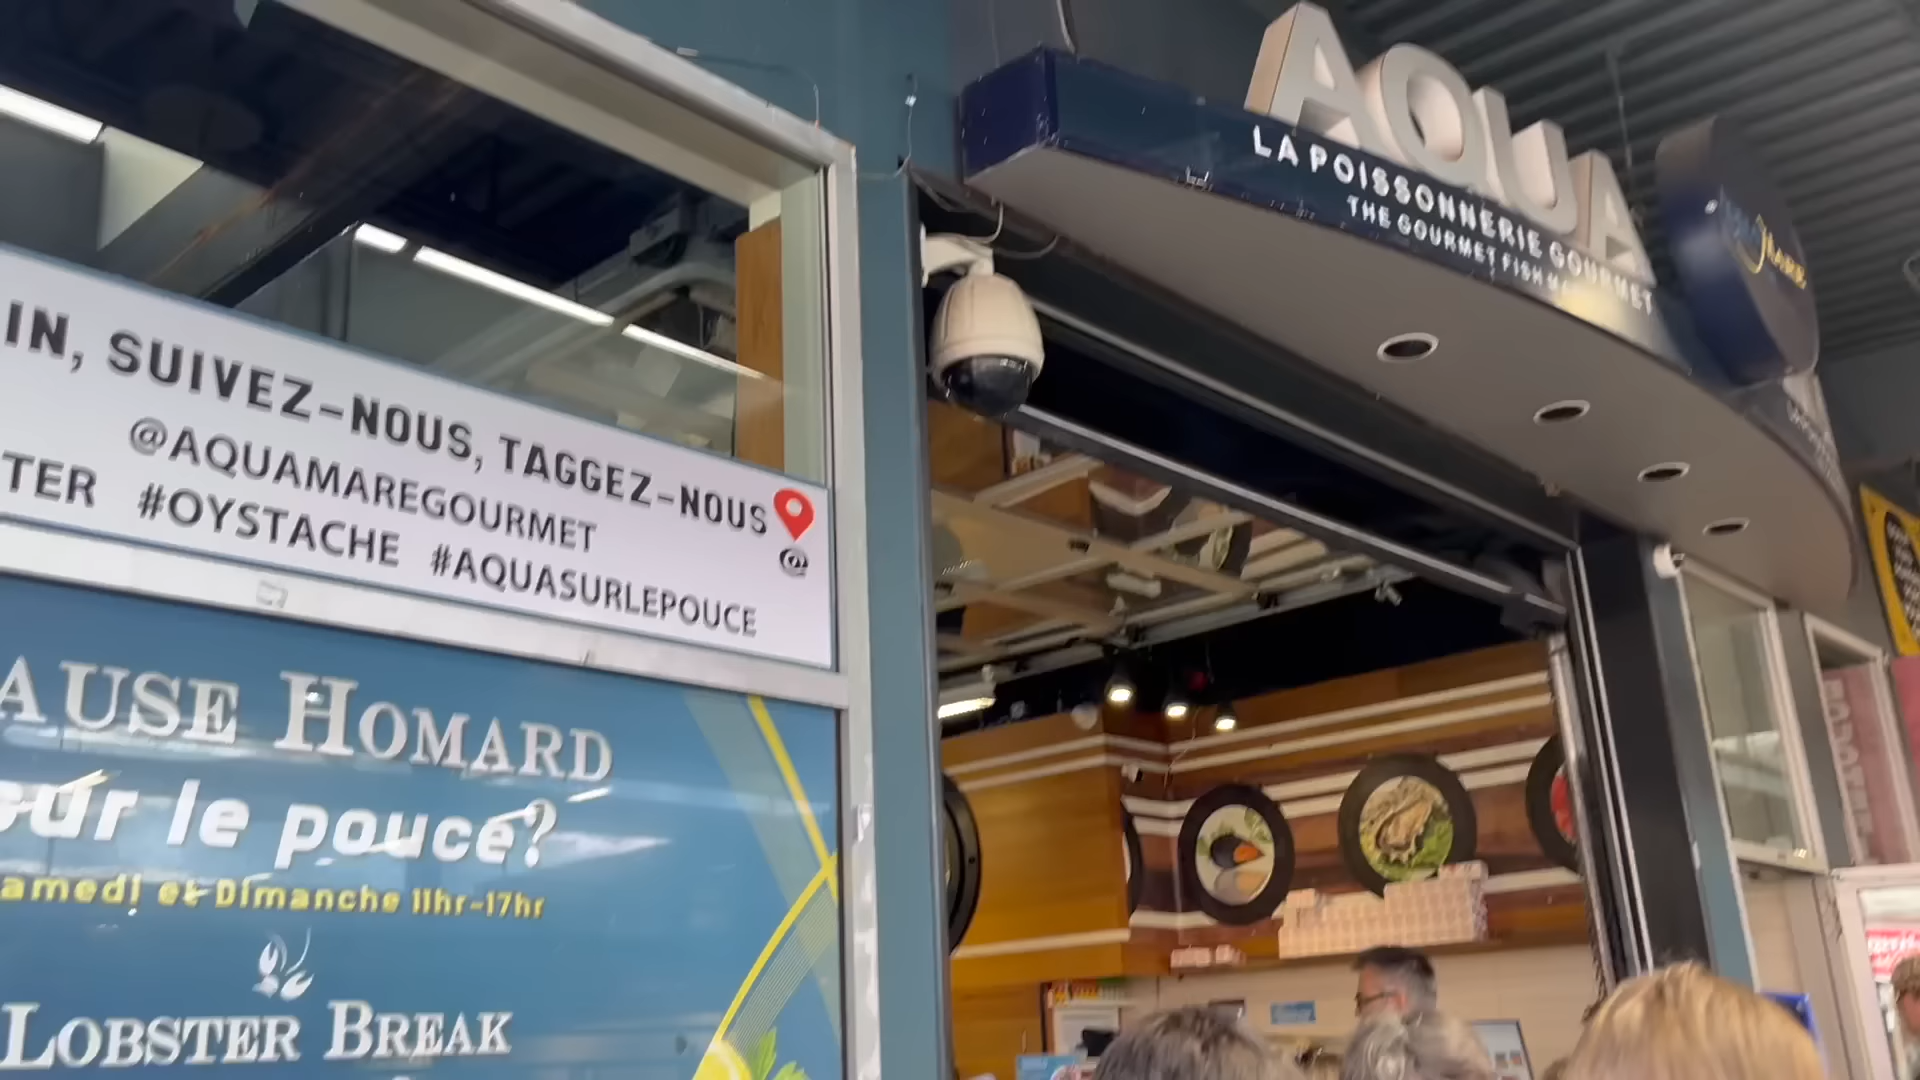 IN, SUIVEZ-NOUS, TAGGEZ-NOUS
@AQUAMAREGOURMET
@
TER #OYSTACHE #AQUASURLEPOUCE
AUSE HOMARD
sur le pouce?
amedi et Dimanche 11hr-17hr
LOBSTER BREAK
AQUA
LA POISSONNERIE GOURMET
THE GOURMET FISH